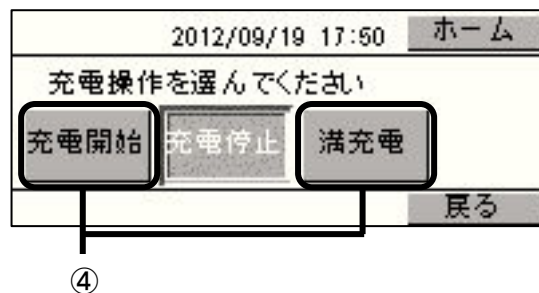 2012/09/19 17:50 ホーム
充電操作を選んでください
充電開始 充電停止 満充電
戻る
④